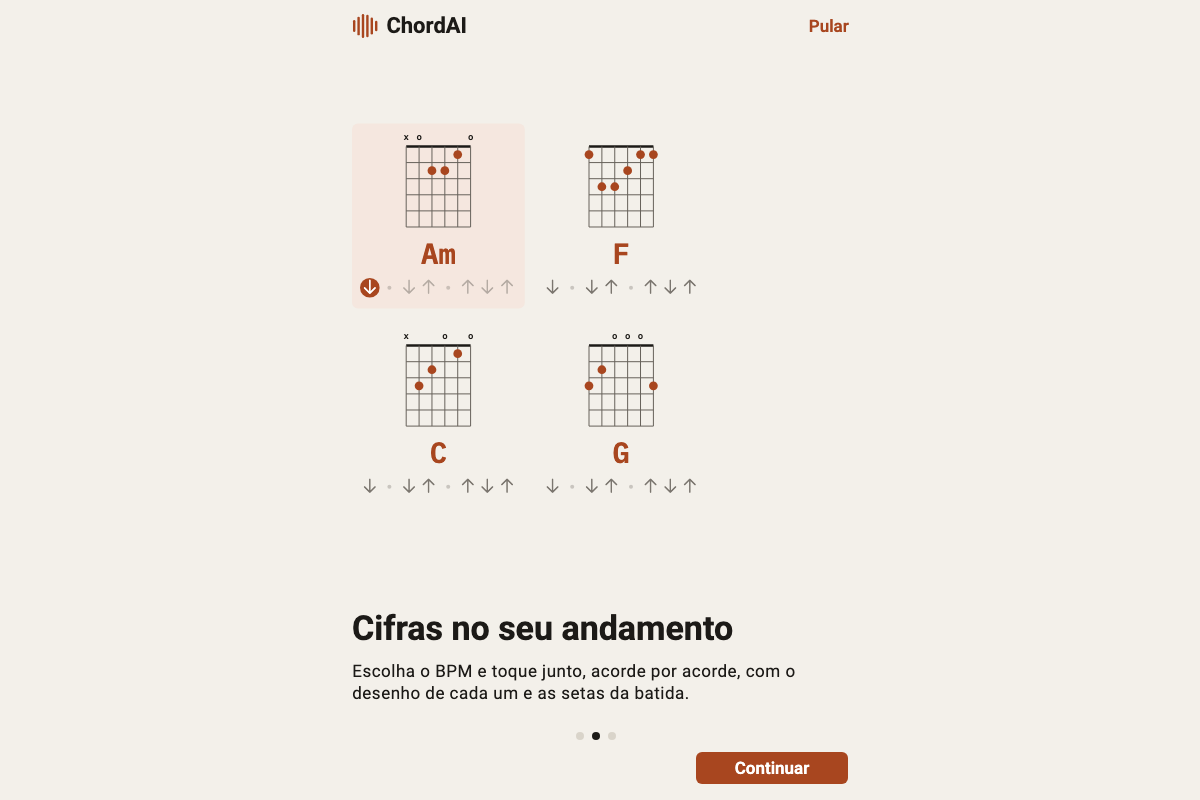 ChordAI
Pular
x o o
Am
F
x o o
C
o o o
G
Cifras no seu andamento
Escolha o BPM e toque junto, acorde por acorde, com o
desenho de cada um e as setas da batida.
Continuar